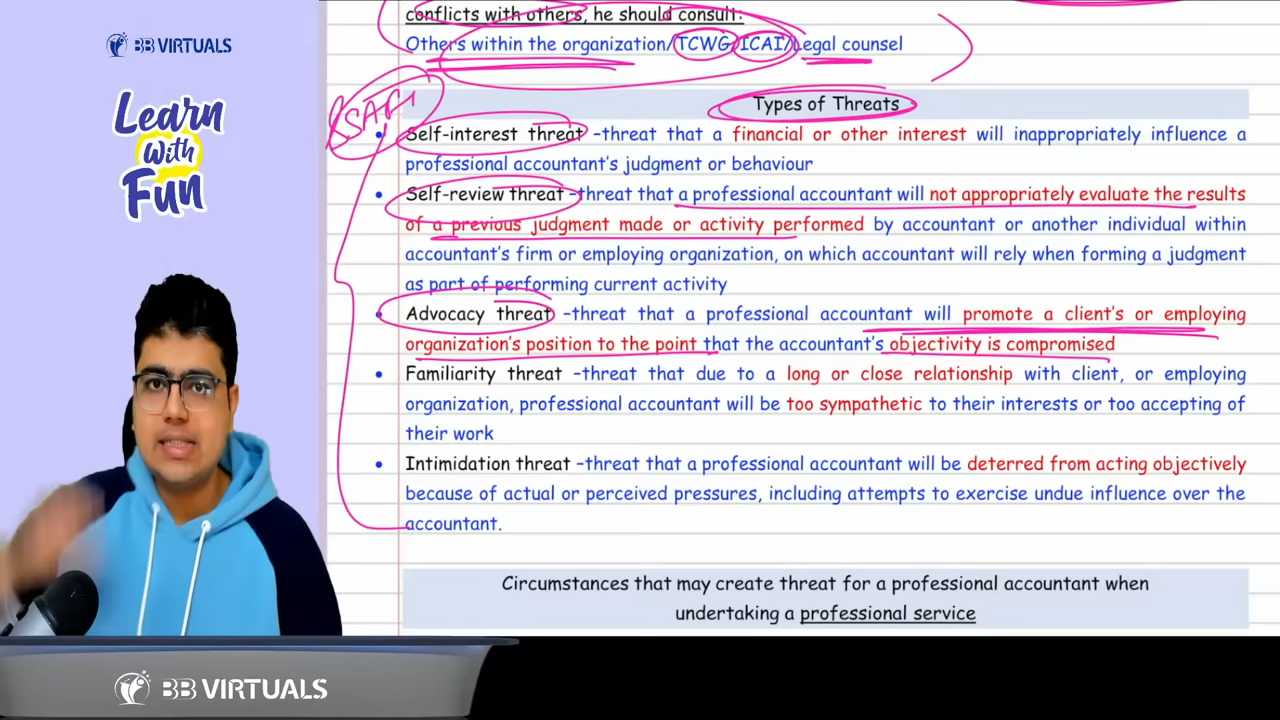 conflicts with others, he should consult:
BB VIRTUALS
Others within the organization/TCWG/ICAI/Legal counsel
Learn
With
Fun
Types of Threats
• Self-interest threat –threat that a financial or other interest will inappropriately influence a
professional accountant's judgment or behaviour
• Self-review threat –threat that a professional accountant will not appropriately evaluate the results
of a previous judgment made or activity performed by accountant or another individual within
accountant's firm or employing organization, on which accountant will rely when forming a judgment
as part of performing current activity
• Advocacy threat –threat that a professional accountant will promote a client's or employing
organization's position to the point that the accountant's objectivity is compromised
• Familiarity threat –threat that due to a long or close relationship with client, or employing
organization, professional accountant will be too sympathetic to their interests or too accepting of
their work
• Intimidation threat –threat that a professional accountant will be deterred from acting objectively
because of actual or perceived pressures, including attempts to exercise undue influence over the
accountant.
Circumstances that may create threat for a professional accountant when
undertaking a professional service
BB VIRTUALS